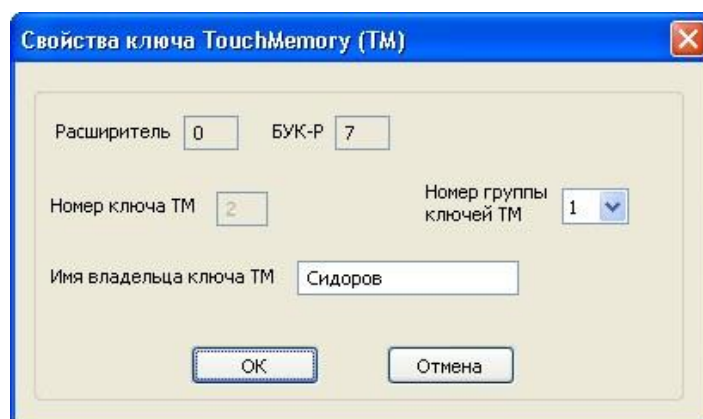 Свойства ключа TouchMemory (TM)
Расширитель 0 БУК-Р 7
Номер ключа ТМ 2
Номер группы
ключей ТМ 1
Имя владельца ключа ТМ Сидоров
OK Отмена